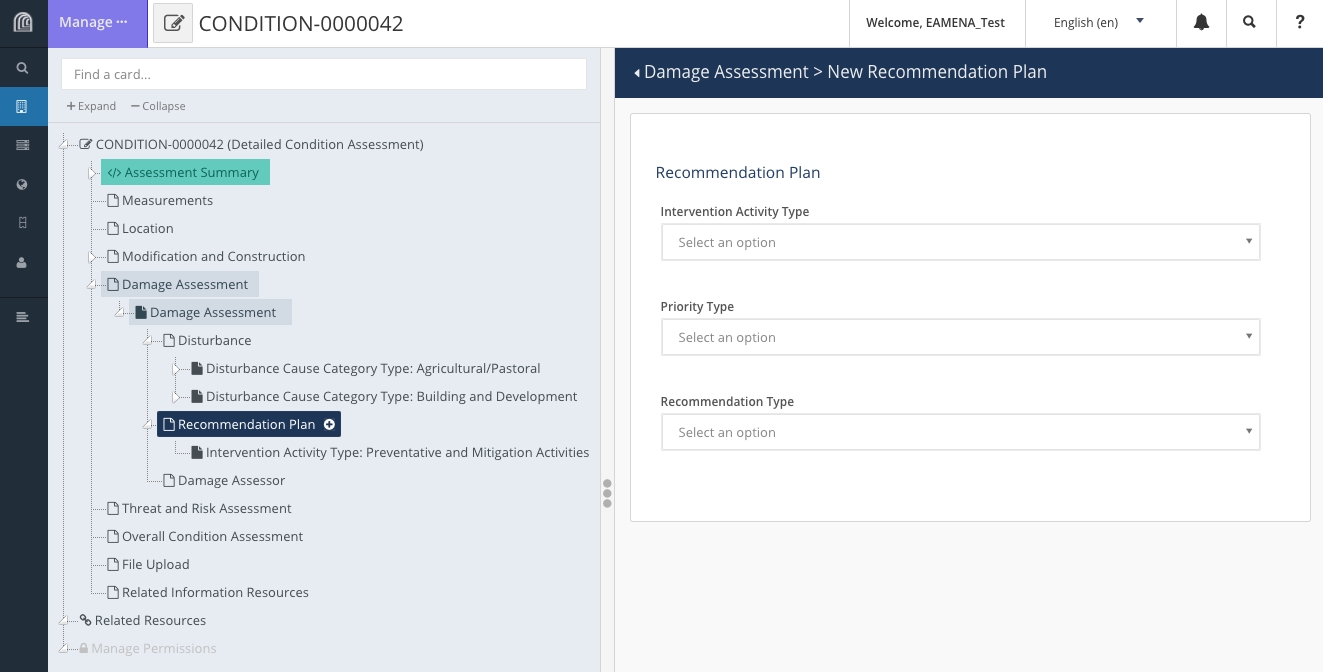 Manage ···
CONDITION-0000042
Welcome, EAMENA_Test
English (en)
?
Find a card...
+ Expand
− Collapse
CONDITION-0000042 (Detailed Condition Assessment)
</> Assessment Summary
Measurements
Location
Modification and Construction
Damage Assessment
Damage Assessment
Disturbance
Disturbance Cause Category Type: Agricultural/Pastoral
Disturbance Cause Category Type: Building and Development
Recommendation Plan
Intervention Activity Type: Preventative and Mitigation Activities
Damage Assessor
Threat and Risk Assessment
Overall Condition Assessment
File Upload
Related Information Resources
Related Resources
Manage Permissions
Damage Assessment > New Recommendation Plan
Recommendation Plan
Intervention Activity Type
Select an option
Priority Type
Select an option
Recommendation Type
Select an option